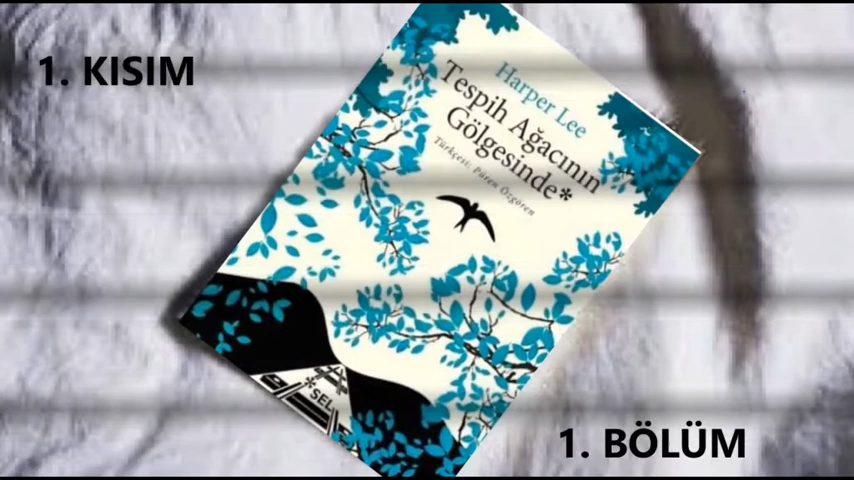 1. KISIM
Harper Lee
Tespih Ağacının
Gölgesinde*
Türkçesi: Püren Özgören
*SEL
1. BÖLÜM